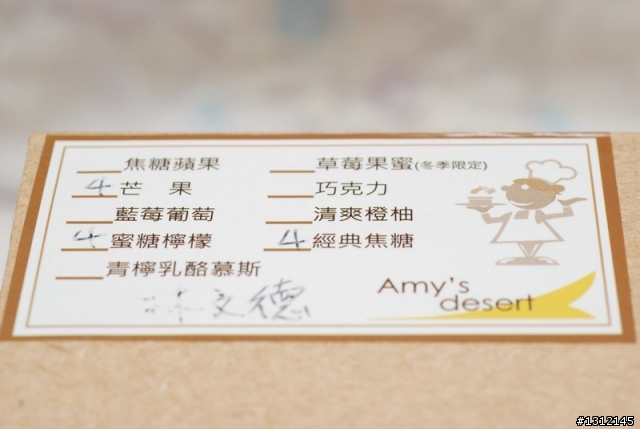 焦糖蘋果
草莓果蜜(冬季限定)
4 芒 果
巧克力
藍莓葡萄
清爽橙柚
4 蜜糖檸檬
4 經典焦糖
青檸乳酪慕斯
林文德
Amy's
desert
#1312145